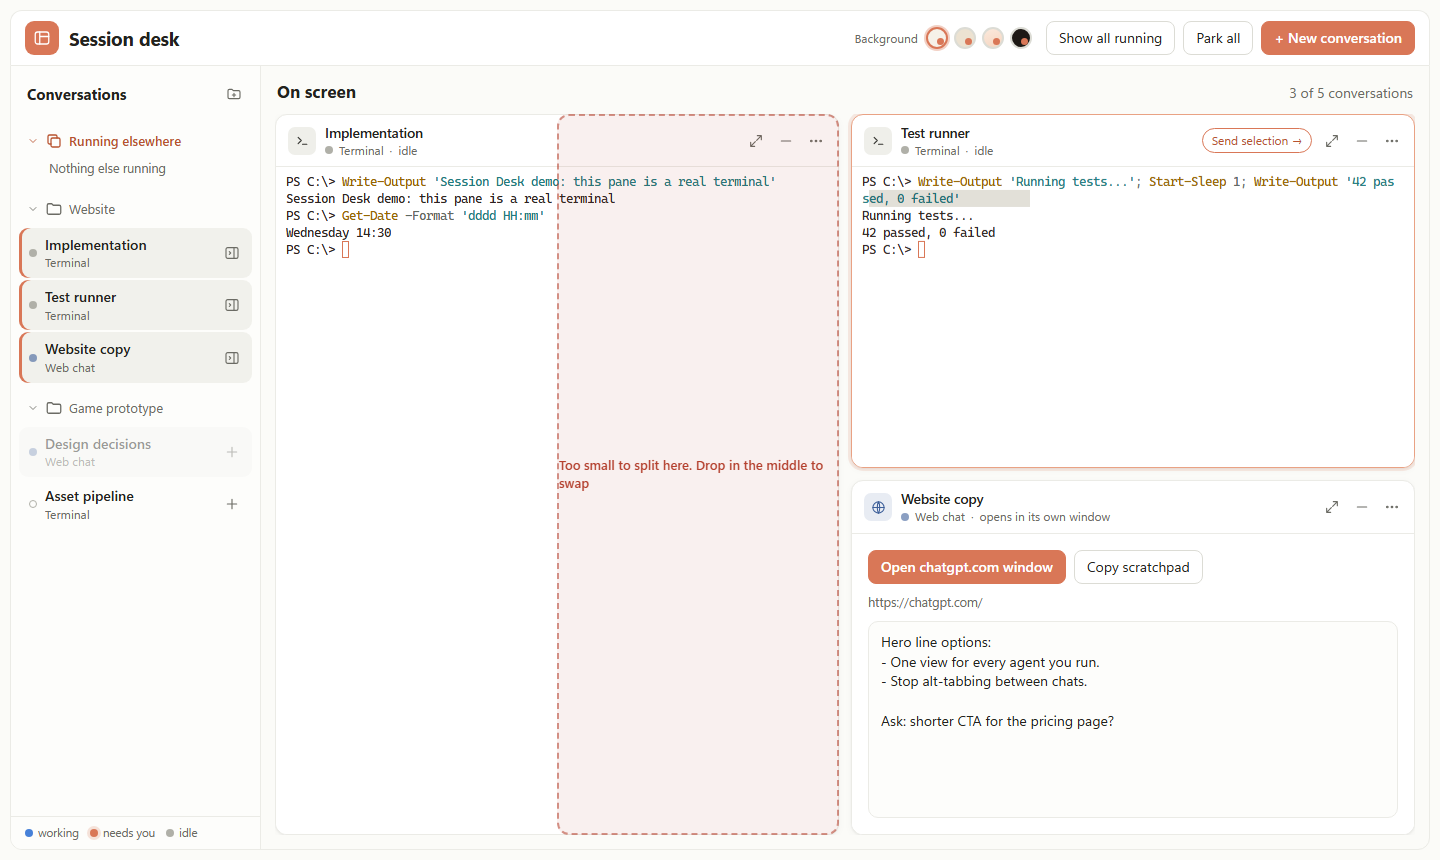 Session desk
Background
Show all running
Park all
+ New conversation
Conversations
Running elsewhere
Nothing else running
Website
Implementation
Terminal
Test runner
Terminal
Website copy
Web chat
Game prototype
Design decisions
Web chat
Asset pipeline
Terminal
working
needs you
idle
On screen
3 of 5 conversations
Implementation
Terminal · idle
PS C:\> Write-Output 'Session Desk demo: this pane is a real terminal'
Session Desk demo: this pane is a real terminal
PS C:\> Get-Date -Format 'dddd HH:mm'
Wednesday 14:30
PS C:\>
Too small to split here. Drop in the middle to
swap
Test runner
Terminal · idle
Send selection →
PS C:\> Write-Output 'Running tests...'; Start-Sleep 1; Write-Output '42 pas
sed, 0 failed'
Running tests...
42 passed, 0 failed
PS C:\>
Website copy
Web chat · opens in its own window
Open chatgpt.com window
Copy scratchpad
https://chatgpt.com/
Hero line options:
- One view for every agent you run.
- Stop alt-tabbing between chats.
Ask: shorter CTA for the pricing page?